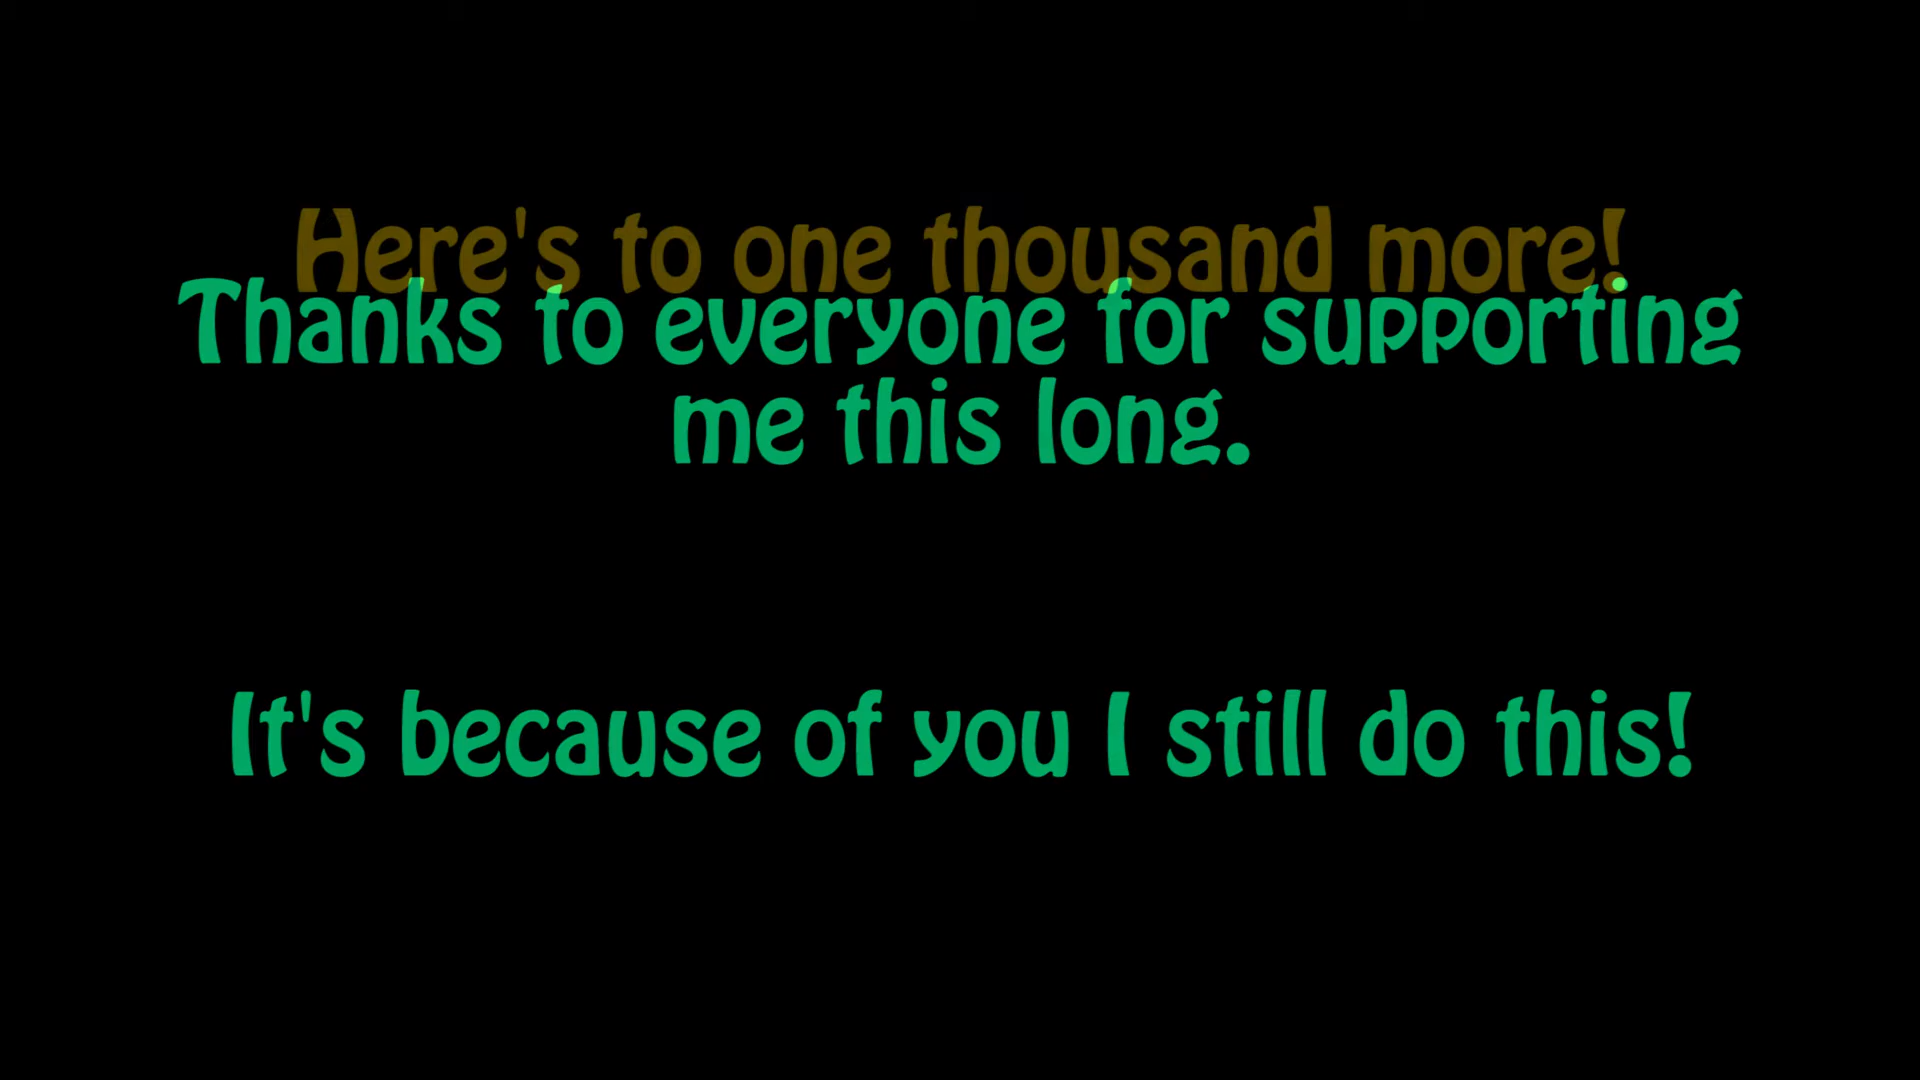 Here's to one thousand more!
Thanks to everyone for supporting
me this long.
It's because of you I still do this!